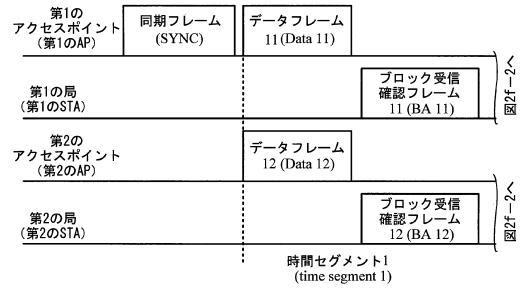 第1の
アクセスポイント
(第1のAP)
同期フレーム
(SYNC)
データフレーム
11 (Data 11)
第1の局
(第1のSTA)
ブロック受信
確認フレーム
11 (BA 11)
第2の
アクセスポイント
(第2のAP)
データフレーム
12 (Data 12)
第2の局
(第2のSTA)
ブロック受信
確認フレーム
12 (BA 12)
図2f-2へ
図2f-2へ
時間セグメント1
(time segment 1)